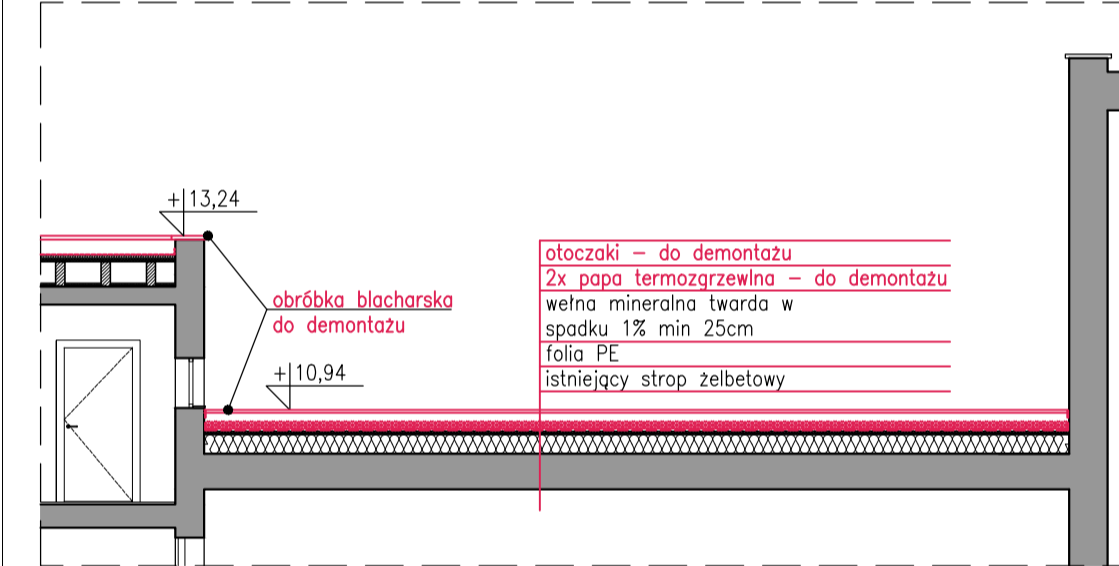 +13,24
otoczaki – do demontażu
2x papa termozgrzewlna – do demontażu
obróbka blacharska
do demontażu
wełna mineralna twarda w
spadku 1% min 25cm
folia PE
istniejący strop żelbetowy
+10,94